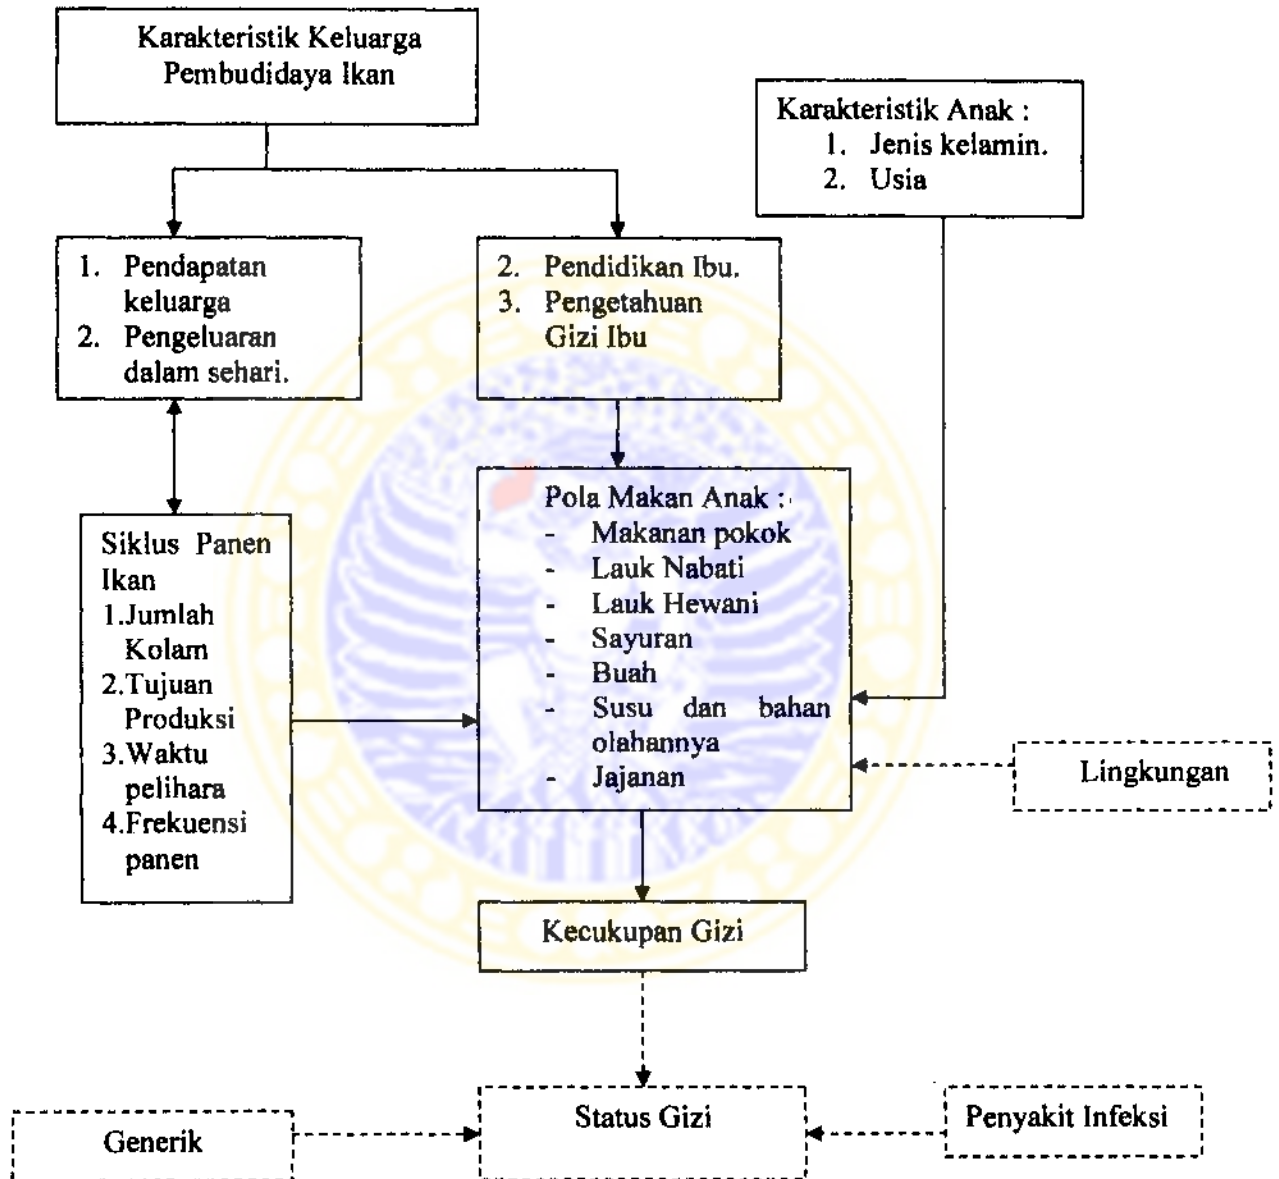 Karakteristik Keluarga
Pembudidaya Ikan
Karakteristik Anak :
1. Jenis kelamin.
2. Usia
1. Pendapatan
keluarga
2. Pengeluaran
dalam sehari.
2. Pendidikan Ibu.
3. Pengetahuan
Gizi Ibu
Siklus Panen
Ikan
1.Jumlah
Kolam
2.Tujuan
Produksi
3.Waktu
pelihara
4.Frekuensi
panen
Pola Makan Anak :
- Makanan pokok
- Lauk Nabati
- Lauk Hewani
- Sayuran
- Buah
- Susu dan bahan
olahannya
- Jajanan
Lingkungan
Kecukupan Gizi
Generik
Status Gizi
Penyakit Infeksi